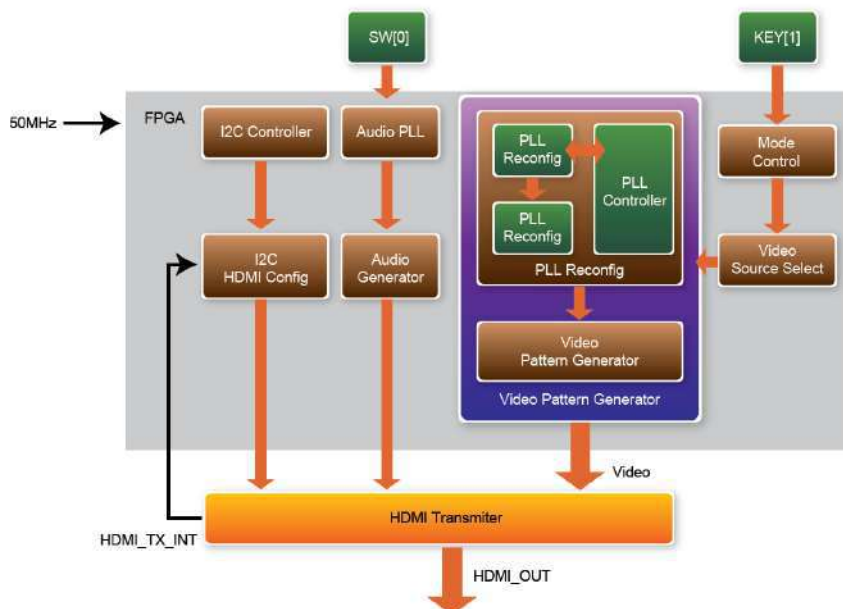 SW[0]
KEY[1]
50MHz
FPGA
I2C Controller
Audio PLL
PLL
Reconfig
PLL
Controller
PLL
Reconfig
PLL Reconfig
Mode
Control
I2C
HDMI Config
Audio
Generator
Video
Source Select
Video
Pattern Generator
Video Pattern Generator
Video
HDMI Transmiter
HDMI_TX_INT
HDMI_OUT